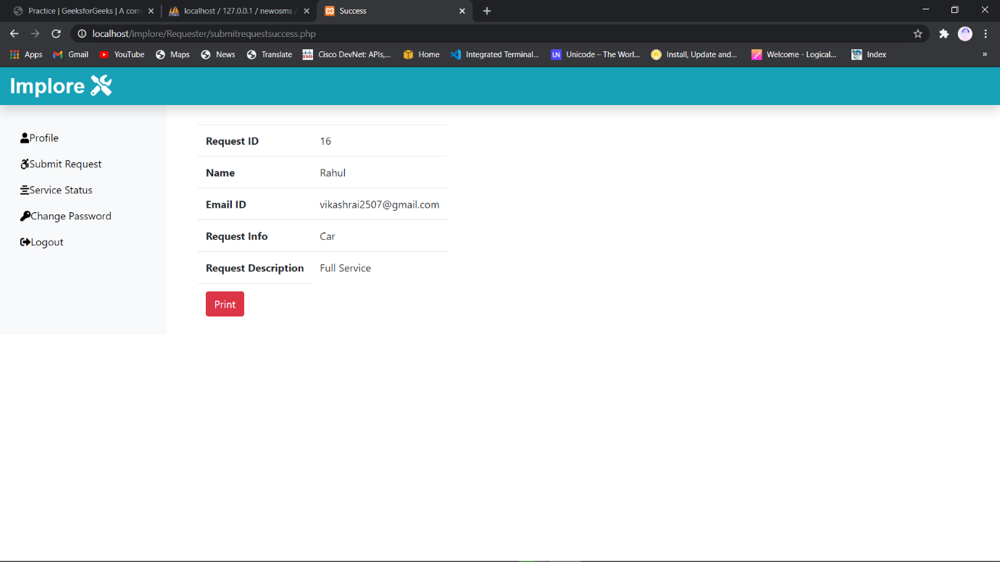 Practice | GeeksforGeeks | A com
localhost / 127.0.0.1 / newosms /
Success
localhost/implore/Requester/submitrequestsuccess.php
Apps Gmail YouTube Maps News Translate Cisco DevNet: APIs,... Home Integrated Terminal... Unicode – The Worl... Install, Update and... Welcome - Logical... Index »
Implore
Profile
Submit Request
Service Status
Change Password
Logout
Request ID 16
Name Rahul
Email ID vikashrai2507@gmail.com
Request Info Car
Request Description Full Service
Print